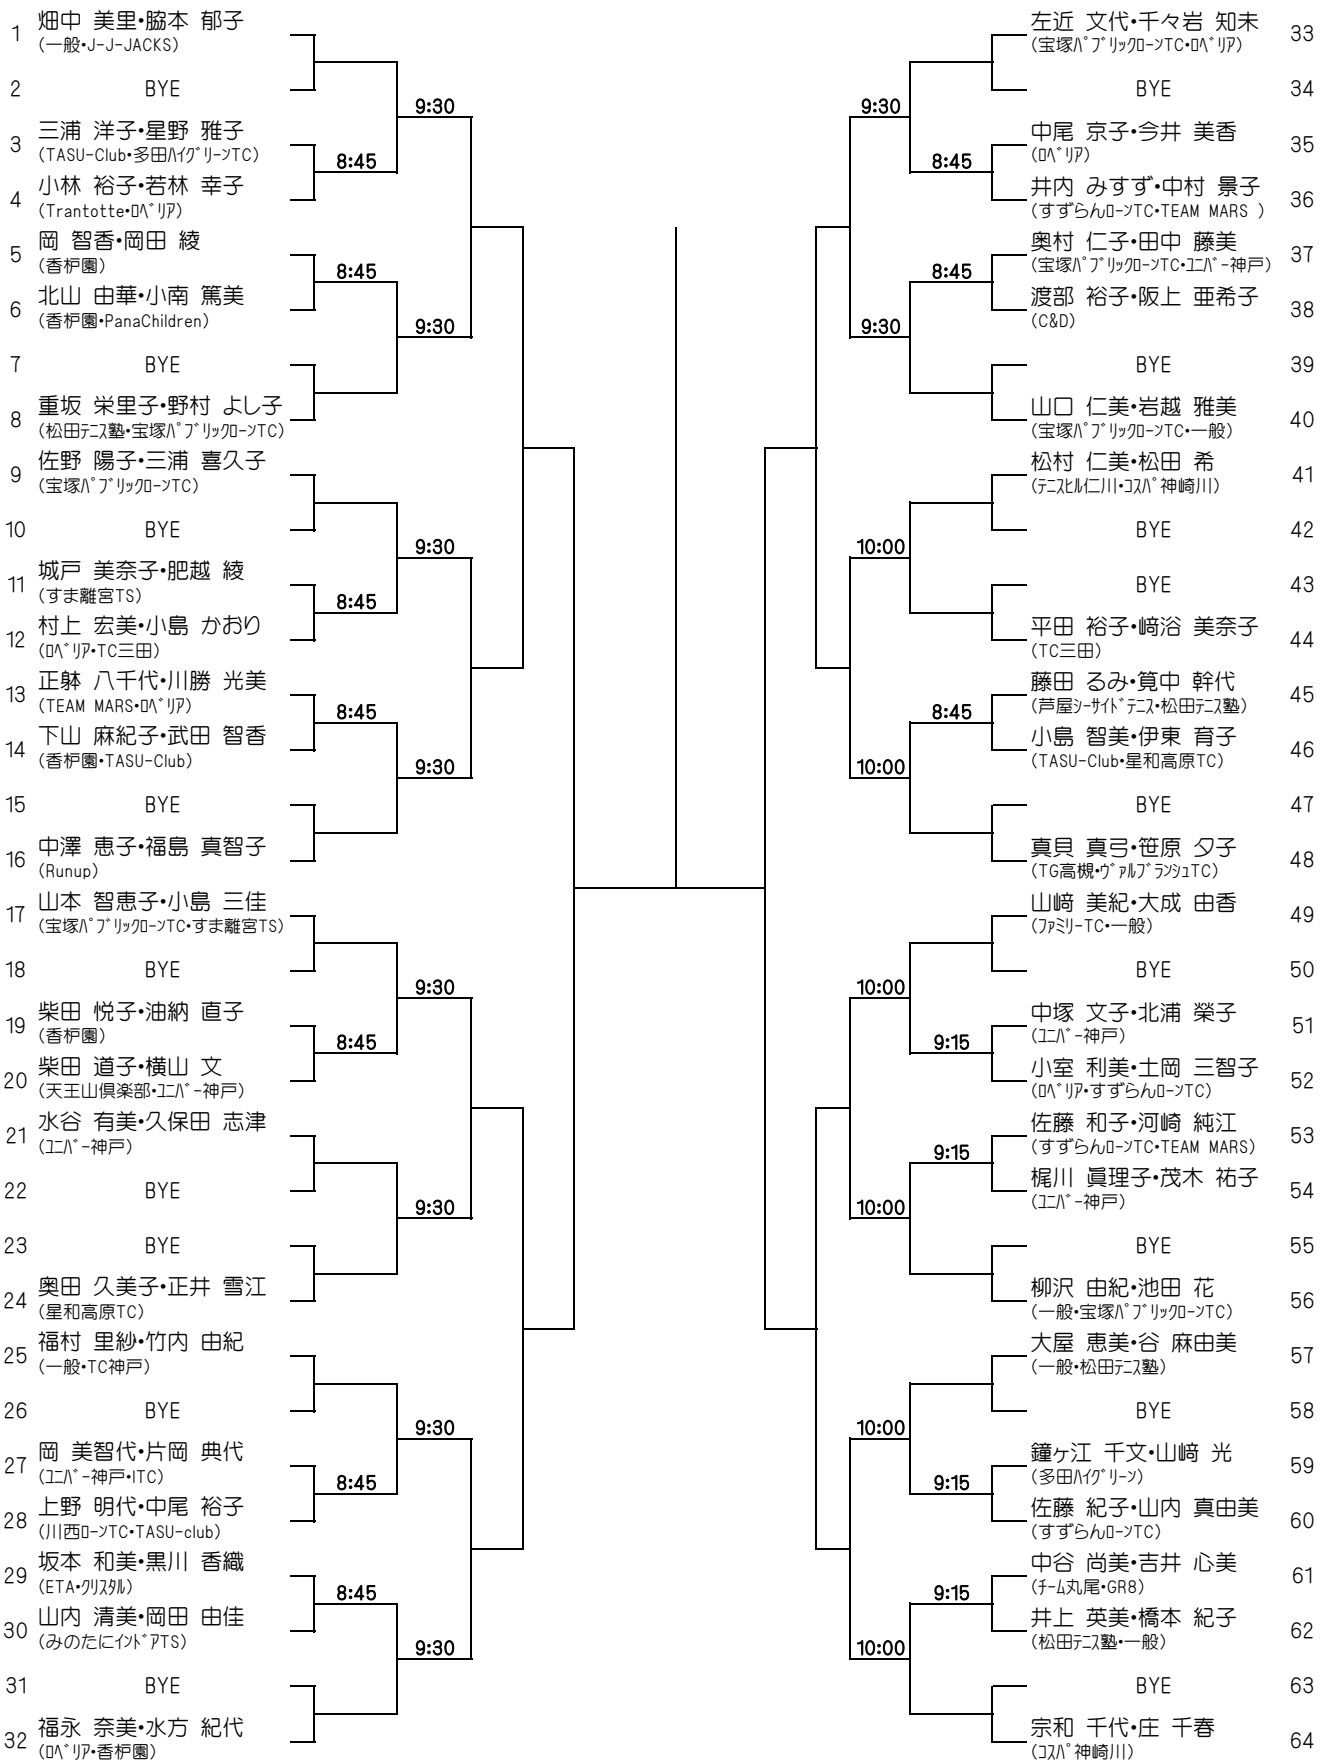 1 畑中 美里・脇本 郁子
(一般・J-J-JACKS)
2 BYE
9:30
3 三浦 洋子・星野 雅子
(TASU-Club・多田ﾊｲｸﾞﾘｰﾝTC)
8:45
4 小林 裕子・若林 幸子
(Trantotte・ﾛﾍﾞﾘｱ)
5 岡 智香・岡田 綾
(香枦園)
8:45
6 北山 由華・小南 篤美
(香枦園・PanaChildren)
9:30
7 BYE
8 重坂 栄里子・野村 よし子
(松田ﾃﾆｽ塾・宝塚ﾊﾟﾌﾞﾘｯｸﾛｰﾝTC)
9 佐野 陽子・三浦 喜久子
(宝塚ﾊﾟﾌﾞﾘｯｸﾛｰﾝTC)
10 BYE
9:30
11 城戸 美奈子・肥越 綾
(すま離宮TS)
8:45
12 村上 宏美・小島 かおり
(ﾛﾍﾞﾘｱ・TC三田)
13 正躰 八千代・川勝 光美
(TEAM MARS・ﾛﾍﾞﾘｱ)
8:45
14 下山 麻紀子・武田 智香
(香枦園・TASU-Club)
9:30
15 BYE
16 中澤 恵子・福島 真智子
(Runup)
17 山本 智恵子・小島 三佳
(宝塚ﾊﾟﾌﾞﾘｯｸﾛｰﾝTC・すま離宮TS)
18 BYE
9:30
19 柴田 悦子・油納 直子
(香枦園)
8:45
20 柴田 道子・横山 文
(天王山倶楽部・ﾕﾆﾊﾞｰ神戸)
21 水谷 有美・久保田 志津
(ﾕﾆﾊﾞｰ神戸)
22 BYE
9:30
23 BYE
24 奥田 久美子・正井 雪江
(星和高原TC)
25 福村 里紗・竹内 由紀
(一般・TC神戸)
26 BYE
9:30
27 岡 美智代・片岡 典代
(ﾕﾆﾊﾞｰ神戸・ITC)
8:45
28 上野 明代・中尾 裕子
(川西ﾛｰﾝTC・TASU-club)
29 坂本 和美・黒川 香織
(ETA・ｸﾘｽﾀﾙ)
8:45
30 山内 清美・岡田 由佳
(みのたにｲﾝﾄﾞｱTS)
9:30
31 BYE
32 福永 奈美・水方 紀代
(ﾛﾍﾞﾘｱ・香枦園)
左近 文代・千々岩 知未 33
(宝塚ﾊﾟﾌﾞﾘｯｸﾛｰﾝTC・ﾛﾍﾞﾘｱ)
BYE 34
9:30
中尾 京子・今井 美香 35
(ﾛﾍﾞﾘｱ)
8:45
井内 みすず・中村 景子 36
(すずらんﾛｰﾝTC・TEAM MARS )
奥村 仁子・田中 藤美 37
(宝塚ﾊﾟﾌﾞﾘｯｸﾛｰﾝTC・ﾕﾆﾊﾞｰ神戸)
8:45
渡部 裕子・阪上 亜希子 38
(C&D)
9:30
BYE 39
山口 仁美・岩越 雅美 40
(宝塚ﾊﾟﾌﾞﾘｯｸﾛｰﾝTC・一般)
松村 仁美・松田 希 41
(ﾃﾆｽﾋﾙ仁川・ｺｽﾊﾟ神崎川)
BYE 42
10:00
BYE 43
平田 裕子・﨑浴 美奈子 44
(TC三田)
藤田 るみ・筧中 幹代 45
(芦屋ｼｰｻｲﾄﾞﾃﾆｽ・松田ﾃﾆｽ塾)
8:45
小島 智美・伊東 育子 46
(TASU-Club・星和高原TC)
10:00
BYE 47
真貝 真弓・笹原 夕子 48
(TG高槻・ｳﾞｧﾙﾌﾞﾗﾝｼｭTC)
山﨑 美紀・大成 由香 49
(ﾌｧﾐﾘｰTC・一般)
BYE 50
10:00
中塚 文子・北浦 榮子 51
(ﾕﾆﾊﾞｰ神戸)
9:15
小室 利美・土岡 三智子 52
(ﾛﾍﾞﾘｱ・すずらんﾛｰﾝTC)
佐藤 和子・河崎 純江 53
(すずらんﾛｰﾝTC・TEAM MARS)
9:15
梶川 眞理子・茂木 祐子 54
(ﾕﾆﾊﾞｰ神戸)
10:00
BYE 55
柳沢 由紀・池田 花 56
(一般・宝塚ﾊﾟﾌﾞﾘｯｸﾛｰﾝTC)
大屋 恵美・谷 麻由美 57
(一般・松田ﾃﾆｽ塾)
BYE 58
10:00
鐘ヶ江 千文・山﨑 光 59
(多田ﾊｲｸﾞﾘｰﾝ)
9:15
佐藤 紀子・山内 真由美 60
(すずらんﾛｰﾝTC)
中谷 尚美・吉井 心美 61
(ﾁｰﾑ丸尾・GR8)
9:15
井上 英美・橋本 紀子 62
(松田ﾃﾆｽ塾・一般)
10:00
BYE 63
宗和 千代・庄 千春 64
(ｺｽﾊﾟ神崎川)